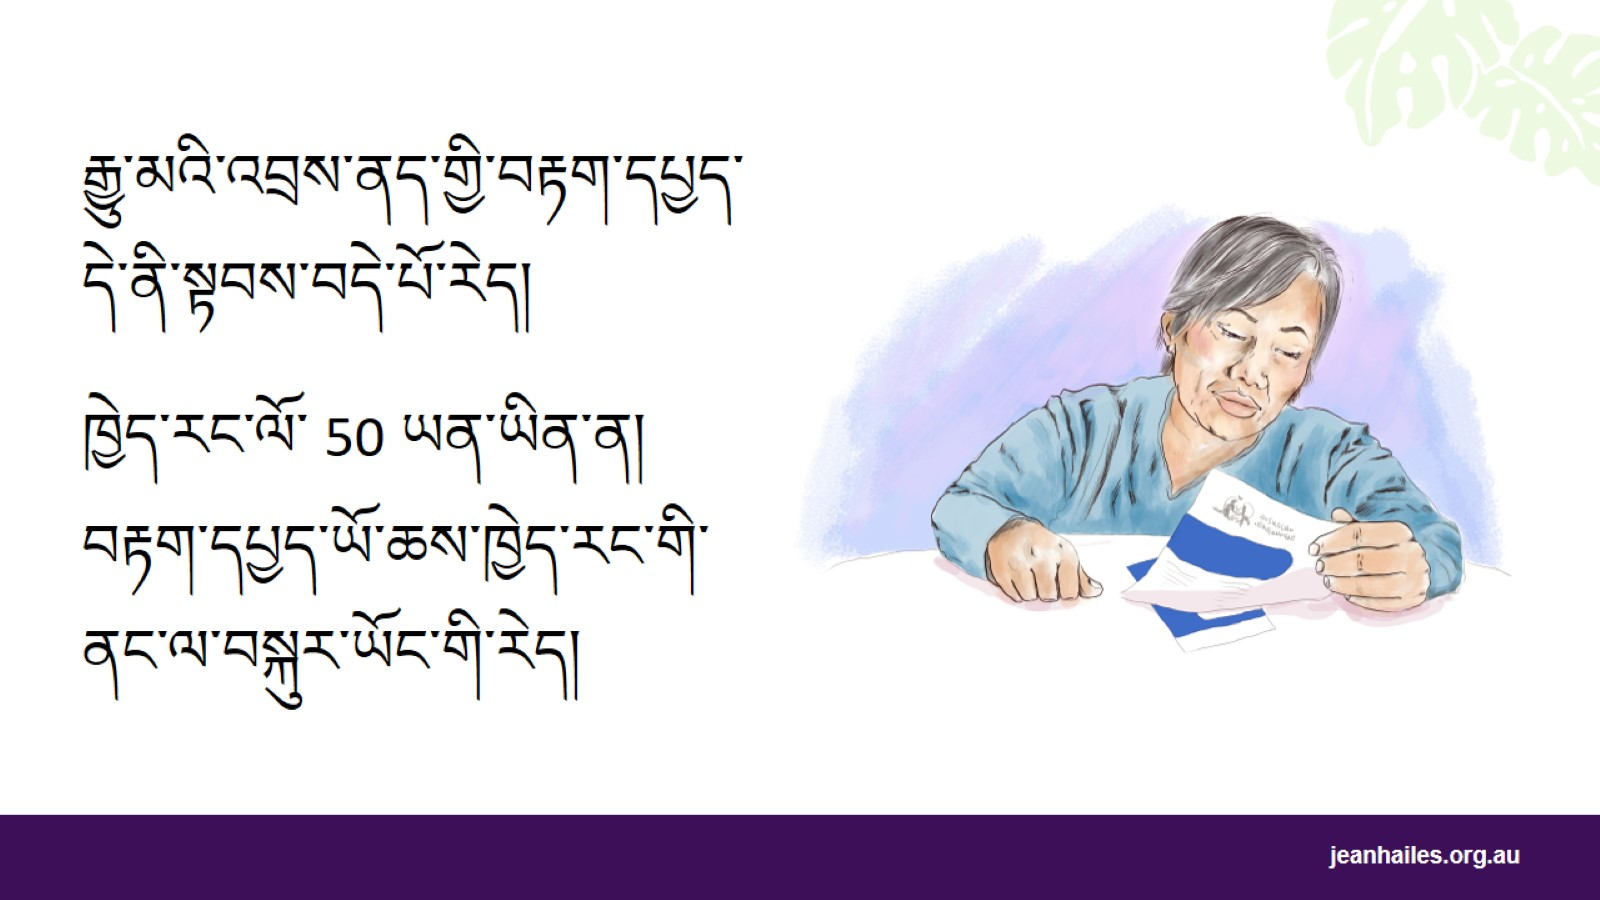 རྒྱུ་མའི་འབྲས་ནད་ཀྱི་བརྟག་དཔྱད་
དེ་ནི་སྟབས་བདེ་པོ་རེད།
ཁྱེད་རང་ལོ་ 50 ཡན་ཡིན་ན།
བརྟག་དཔྱད་ཡོ་ཆས་ཁྱེད་རང་གི་
ནང་ལ་བསྐུར་ཡོང་གི་རེད།
jeanhailes.org.au